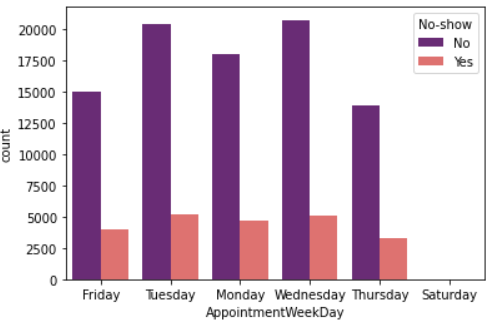 No-show
No
Yes
20000
17500
15000
12500
10000
7500
5000
2500
0
count
Friday Tuesday Monday Wednesday Thursday Saturday
AppointmentWeekDay